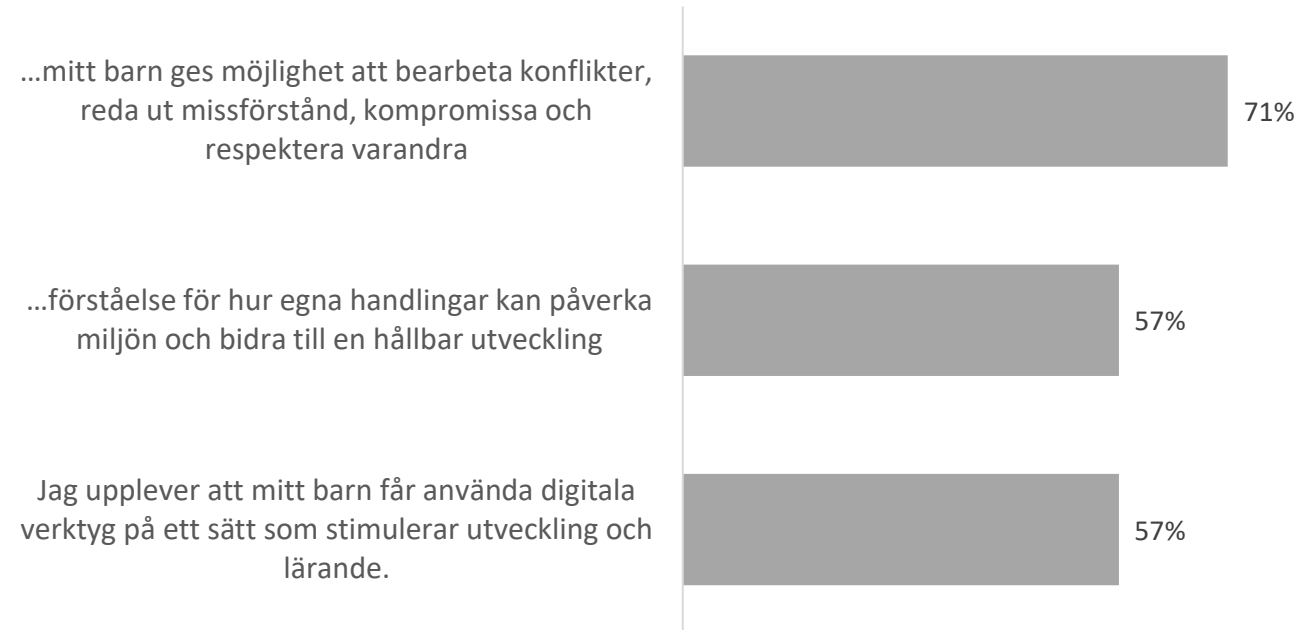 ...mitt barn ges möjlighet att bearbeta konflikter,
reda ut missförstånd, kompromissa och
respektera varandra
71%
...förståelse för hur egna handlingar kan påverka
miljön och bidra till en hållbar utveckling
57%
Jag upplever att mitt barn får använda digitala
verktyg på ett sätt som stimulerar utveckling och
lärande.
57%